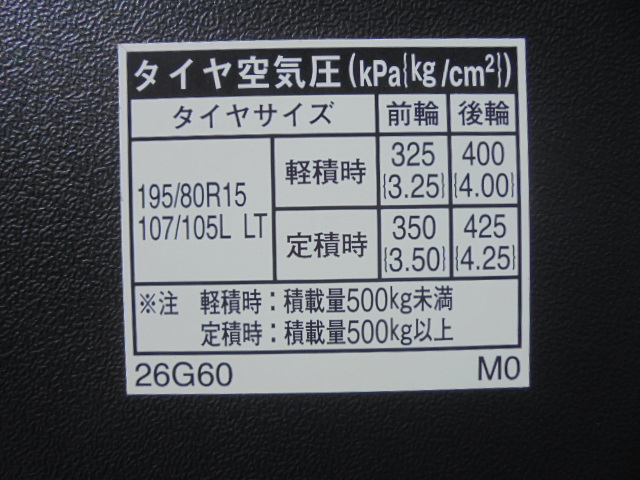 タイヤ空気圧(kPa{kg/cm²})
タイヤサイズ 前輪 後輪
195/80R15 107/105L LT 軽積時 325 {3.25} 400 {4.00}
定積時 350 {3.50} 425 {4.25}
※注 軽積時:積載量500kg未満
定積時:積載量500kg以上
26G60 M0